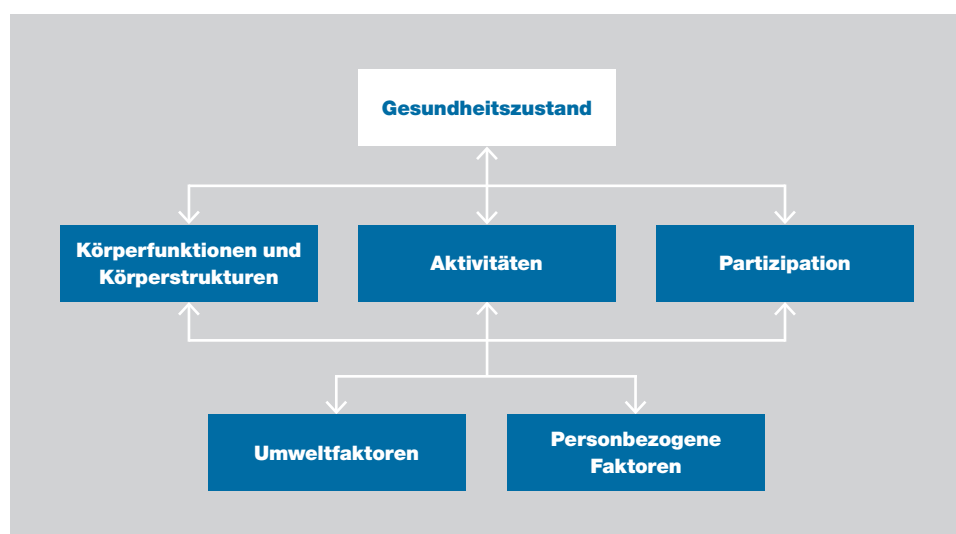 Gesundheitszustand
Körperfunktionen und
Körperstrukturen
Aktivitäten
Partizipation
Umweltfaktoren
Personbezogene
Faktoren